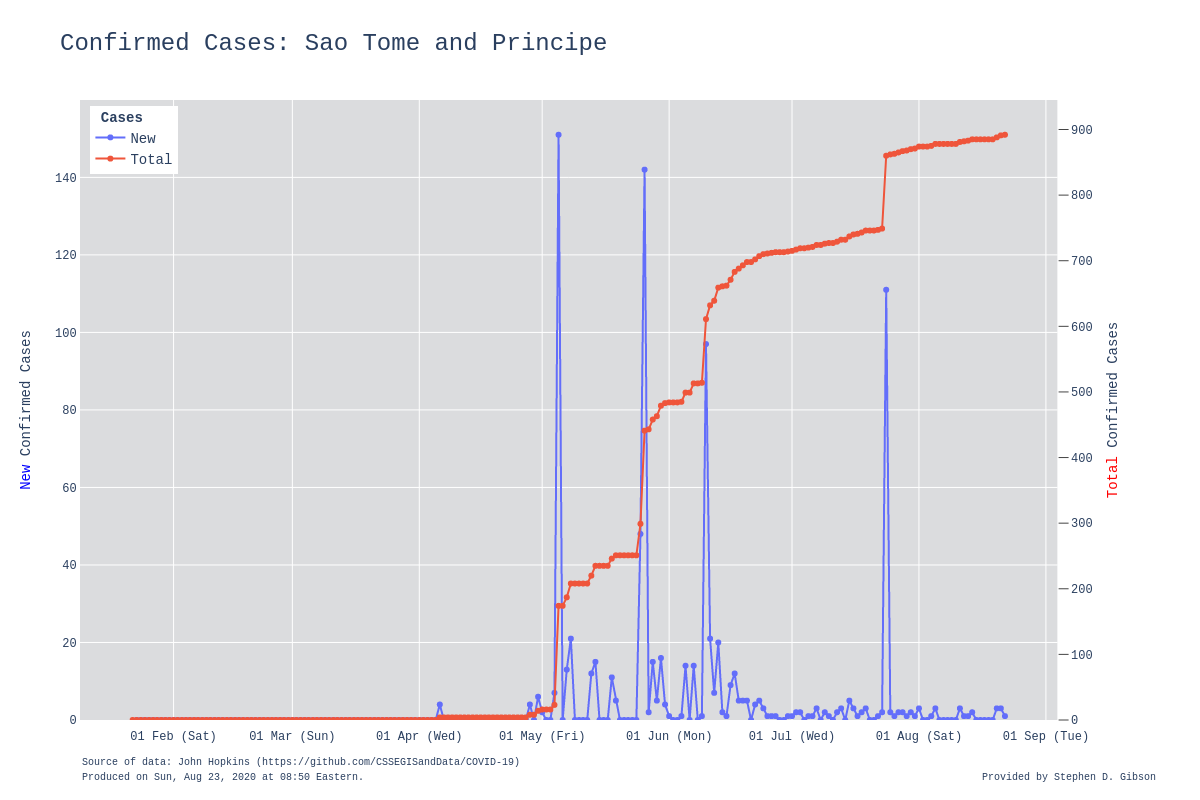 Confirmed Cases: Sao Tome and Principe
Cases
New
Total
140
120
100
80
60
40
20
0
New Confirmed Cases
900
800
700
600
500
400
300
200
100
0
Total Confirmed Cases
01 Feb (Sat) 01 Mar (Sun) 01 Apr (Wed) 01 May (Fri) 01 Jun (Mon) 01 Jul (Wed) 01 Aug (Sat) 01 Sep (Tue)
Source of data: John Hopkins (https://github.com/CSSEGISandData/COVID-19)
Produced on Sun, Aug 23, 2020 at 08:50 Eastern.
Provided by Stephen D. Gibson